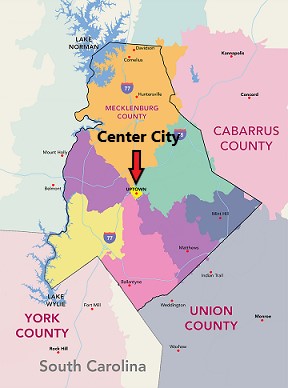 LAKE
NORMAN
Davidson
Cornelius
Kannapolis
77
Huntersville
Concord
MECKLENBURG
COUNTY
Center City
CABARRUS
COUNTY
Mount Holly
Belmont
UPTOWN
Mint Hill
77
Matthews
Indian Trail
Ballantyne
LAKE
WYLIE
Fort Mill
Weddington
YORK
COUNTY
UNION
COUNTY
Monroe
Rock Hill
Waxhaw
South Carolina